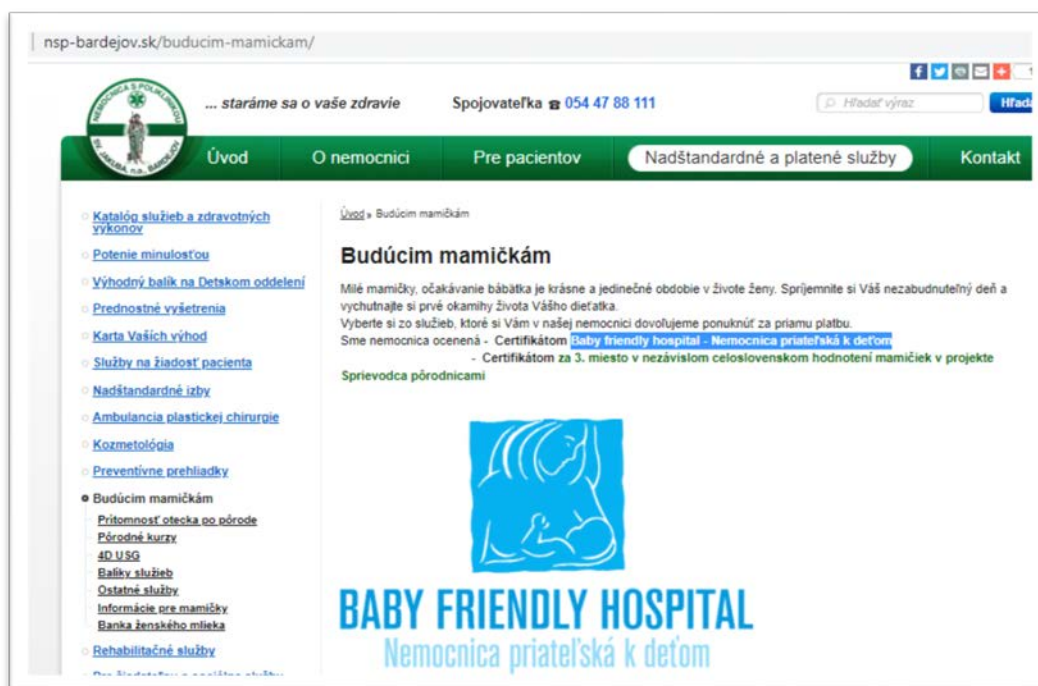 nsp-bardejov.sk/buducim-mamickam/
NEMOCNICA S POLIKLINIKOU
SV. JAKUBA, n.o., BARDEJOV
... staráme sa o vaše zdravie
Spojovateľka ☎ 054 47 88 111
Hľadať výraz
Hľada
Úvod
O nemocnici
Pre pacientov
Nadštandardné a platené služby
Kontakt
Katalóg služieb a zdravotných
výkonov
Potenie minulosťou
Výhodný balík na Detskom oddelení
Prednostné vyšetrenia
Karta Vaších výhod
Služby na žiadosť pacienta
Nadštandardné izby
Ambulancia plastickej chirurgie
Kozmetológia
Preventívne prehliadky
Budúcim mamičkám
Prítomnosť otecka po pôrode
Pôrodné kurzy
4D USG
Balíky služieb
Ostatné služby
Informácie pre mamičky
Banka ženského mlieka
Rehabilitačné služby
Úvod » Budúcim mamičkám
Budúcim mamičkám
Milé mamičky, očakávanie bábätka je krásne a jedinečné obdobie v živote ženy. Spríjemnite si Váš nezabudnuteľný deň a
vychutnajte si prvé okamihy života Vášho dieťatka.
Vyberte si zo služieb, ktoré si Vám v našej nemocnici dovoľujeme ponuknúť za priamu platbu.
Sme nemocnica ocenená - Certifikátom Baby friendly hospital - Nemocnica priateľská k deťom
- Certifikátom za 3. miesto v nezávislom celoslovenskom hodnotení mamičiek v projekte
Sprievodca pôrodnicami
BABY FRIENDLY HOSPITAL
Nemocnica priateľská k deťom